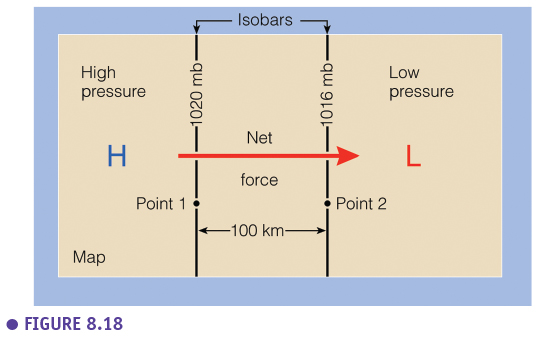 Isobars
High
pressure
1020 mb
1016 mb
Low
pressure
H
Net
L
force
Point 1
Point 2
100 km
Map
● FIGURE 8.18